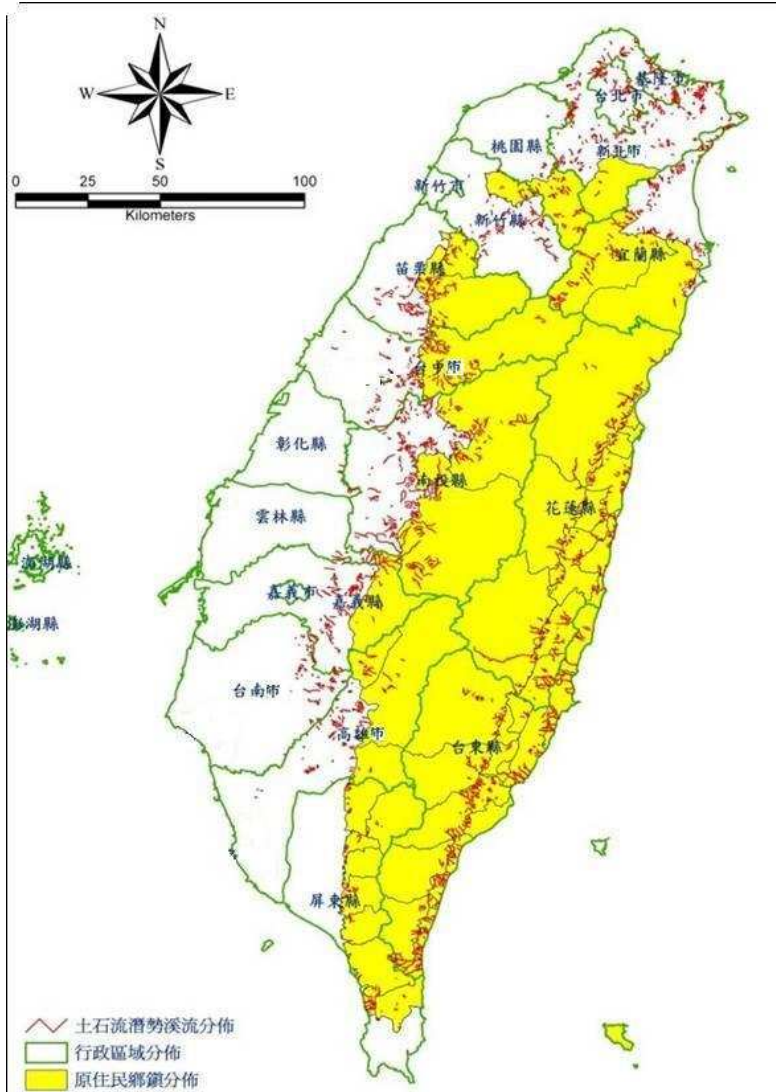 N
W E
S
0 25 50 100
Kilometers
基隆市
台北市
桃園縣
新北市
新竹市
新竹縣
宜蘭縣
苗栗縣
台中市
彰化縣
南投縣
雲林縣
花蓮縣
澎湖縣
嘉義市
嘉義縣
澎湖縣
台南市
高雄市
台東縣
屏東縣
土石流潛勢溪流分佈
行政區域分佈
原住民鄉鎮分佈